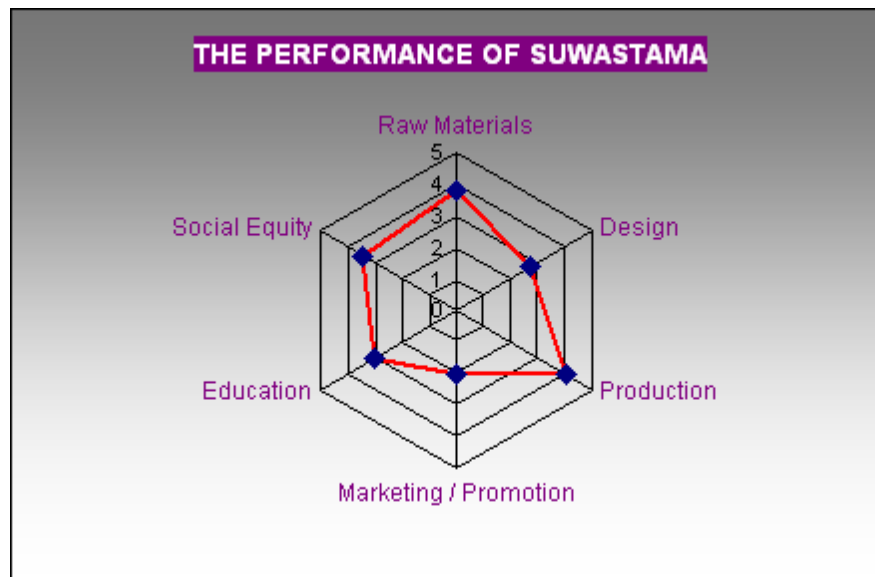 THE PERFORMANCE OF SUWASTAMA
Raw Materials
5
4
3
2
1
0
Social Equity
Design
Education
Production
Marketing / Promotion